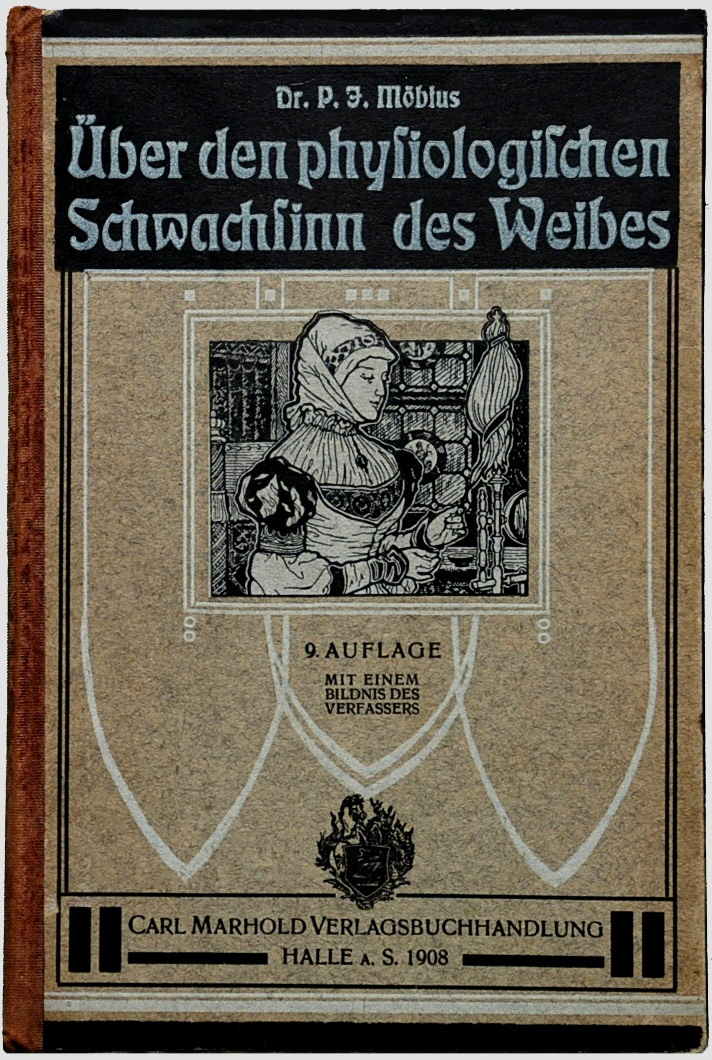 Dr. P. J. Möbius
Über den phyſiologiſchen
Schwachſinn des Weibes
9. AUFLAGE
MIT EINEM
BILDNIS DES
VERFASSERS
CARL MARHOLD VERLAGSBUCHHANDLUNG
HALLE A. S. 1908